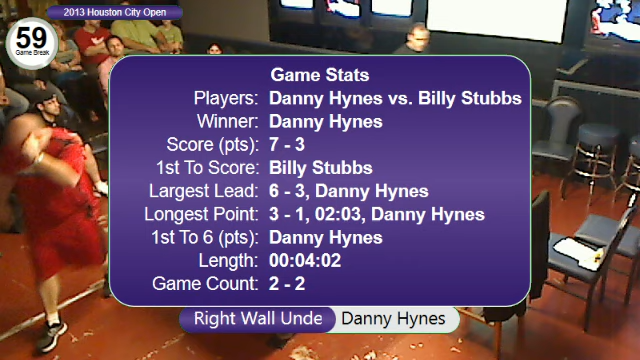 2013 Houston City Open
59
Game Break
Game Stats
Players: Danny Hynes vs. Billy Stubbs
Winner: Danny Hynes
Score (pts): 7 - 3
1st To Score: Billy Stubbs
Largest Lead: 6 - 3, Danny Hynes
Longest Point: 3 - 1, 02:03, Danny Hynes
1st To 6 (pts): Danny Hynes
Length: 00:04:02
Game Count: 2 - 2
Right Wall Unde Danny Hynes